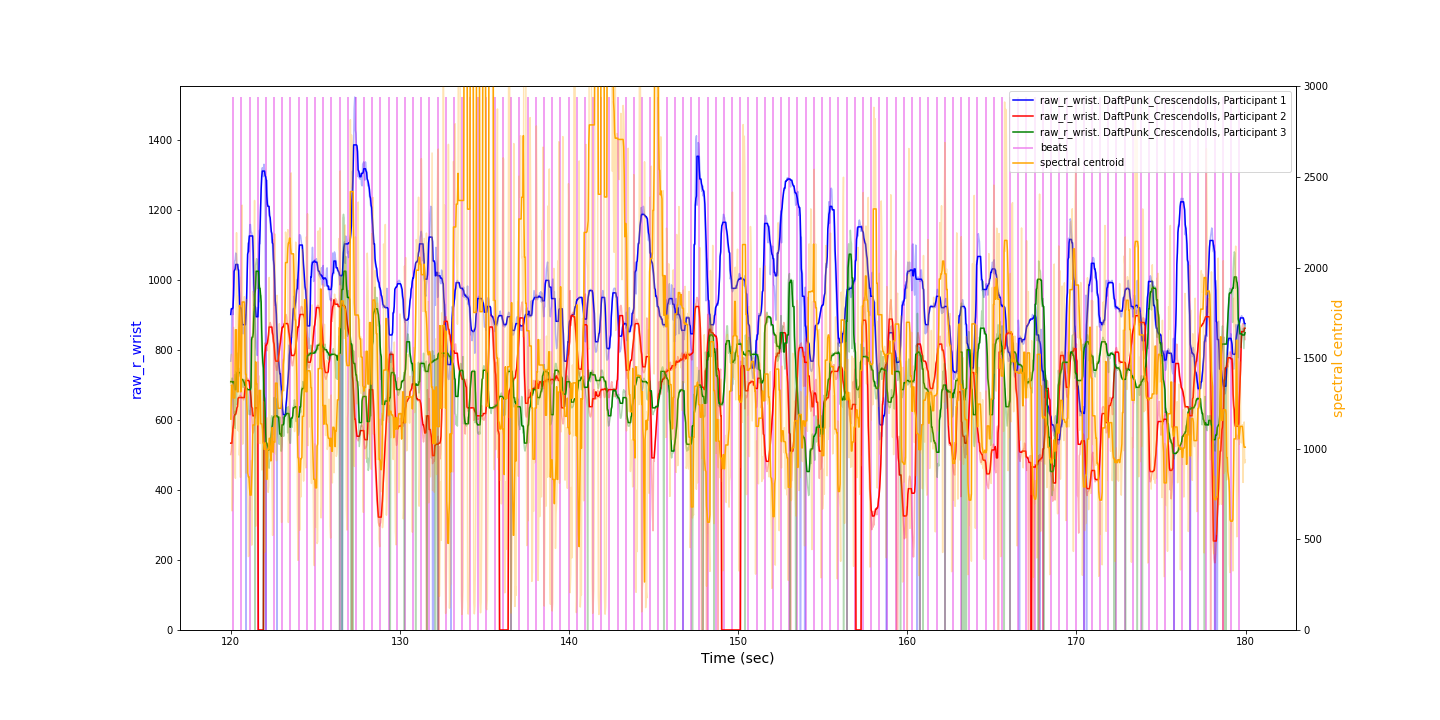 raw_r_wrist. DaftPunk_Crescendolls, Participant 1
raw_r_wrist. DaftPunk_Crescendolls, Participant 2
raw_r_wrist. DaftPunk_Crescendolls, Participant 3
beats
spectral centroid
raw_r_wrist
1400
1200
1000
800
600
400
200
0
3000
2500
2000
1500
1000
500
0
spectral centroid
120 130 140 150 160 170 180
Time (sec)